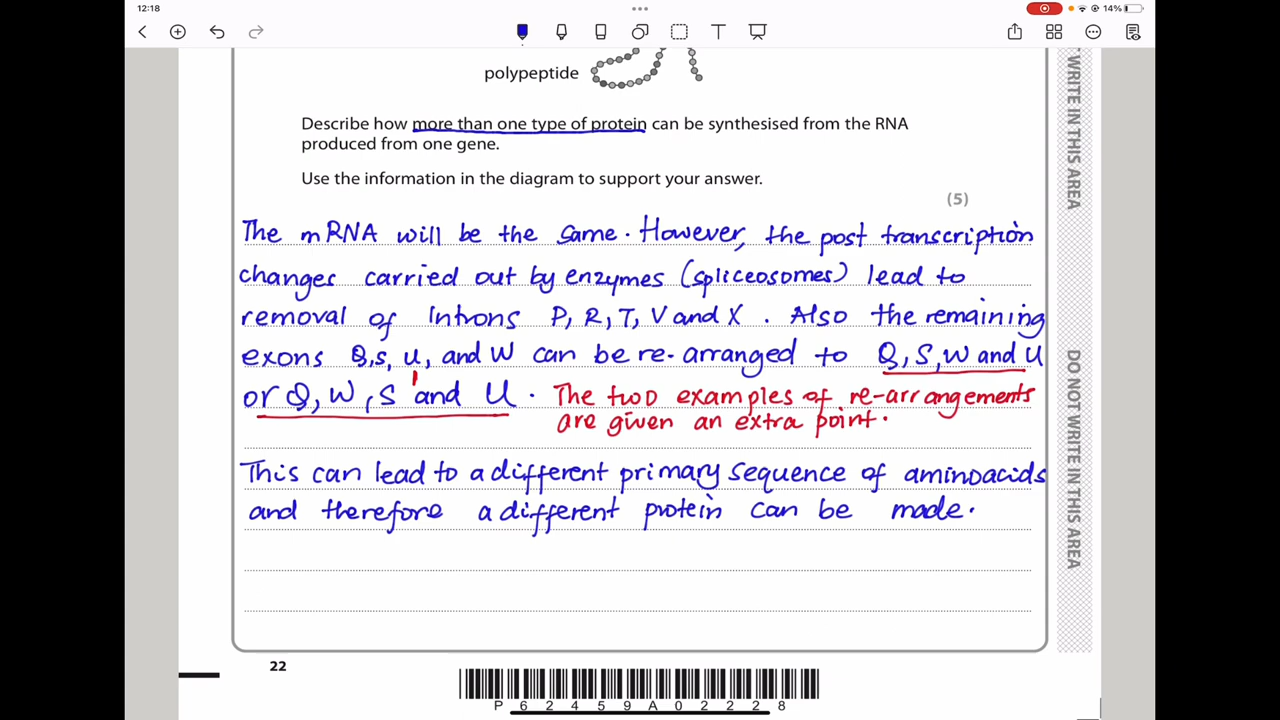 12:18
14%
polypeptide
Describe how more than one type of protein can be synthesised from the RNA
produced from one gene.
Use the information in the diagram to support your answer.
(5)
The mRNA will be the same. However, the post transcription
changes carried out by enzymes (spliceosomes) lead to
removal of Introns P, R, T, V and X. Also the remaining
exons Q, S, U, and W can be re-arranged to Q, S, W and U
or Q, W, S and U. The two examples of re-arrangements
are given an extra point.
This can lead to a different primary sequence of aminoacids
and therefore a different protein can be made.
22
P 6 2 4 5 9 A 0 2 2 2 8
WRITE IN THIS AREA
DO NOT WRITE IN THIS AREA